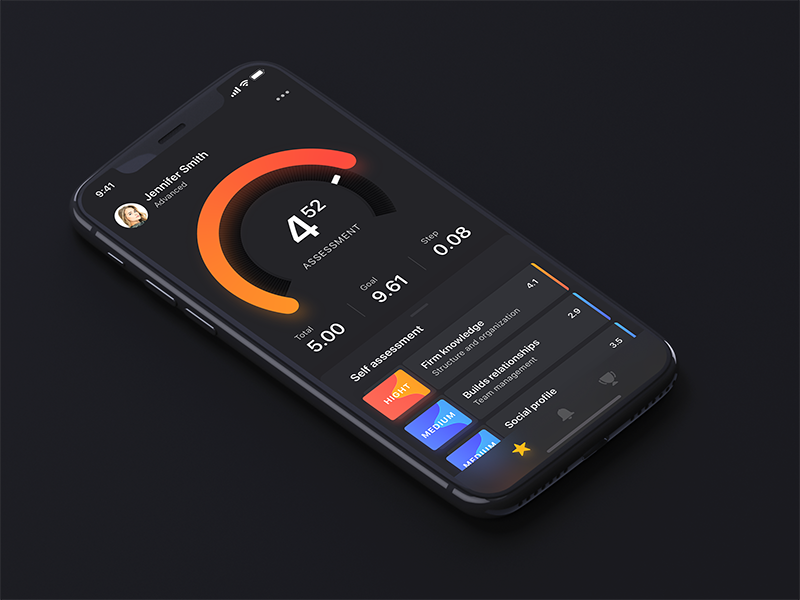 9:41
Jennifer Smith
Advanced
4 52
ASSESSMENT
Total
5.00
Goal
9.61
Step
0.08
Self assessment
HIGHT
Firm knowledge
Structure and organization
4.1
MEDIUM
Builds relationships
Team management
2.9
MEDIUM
Social profile
3.5